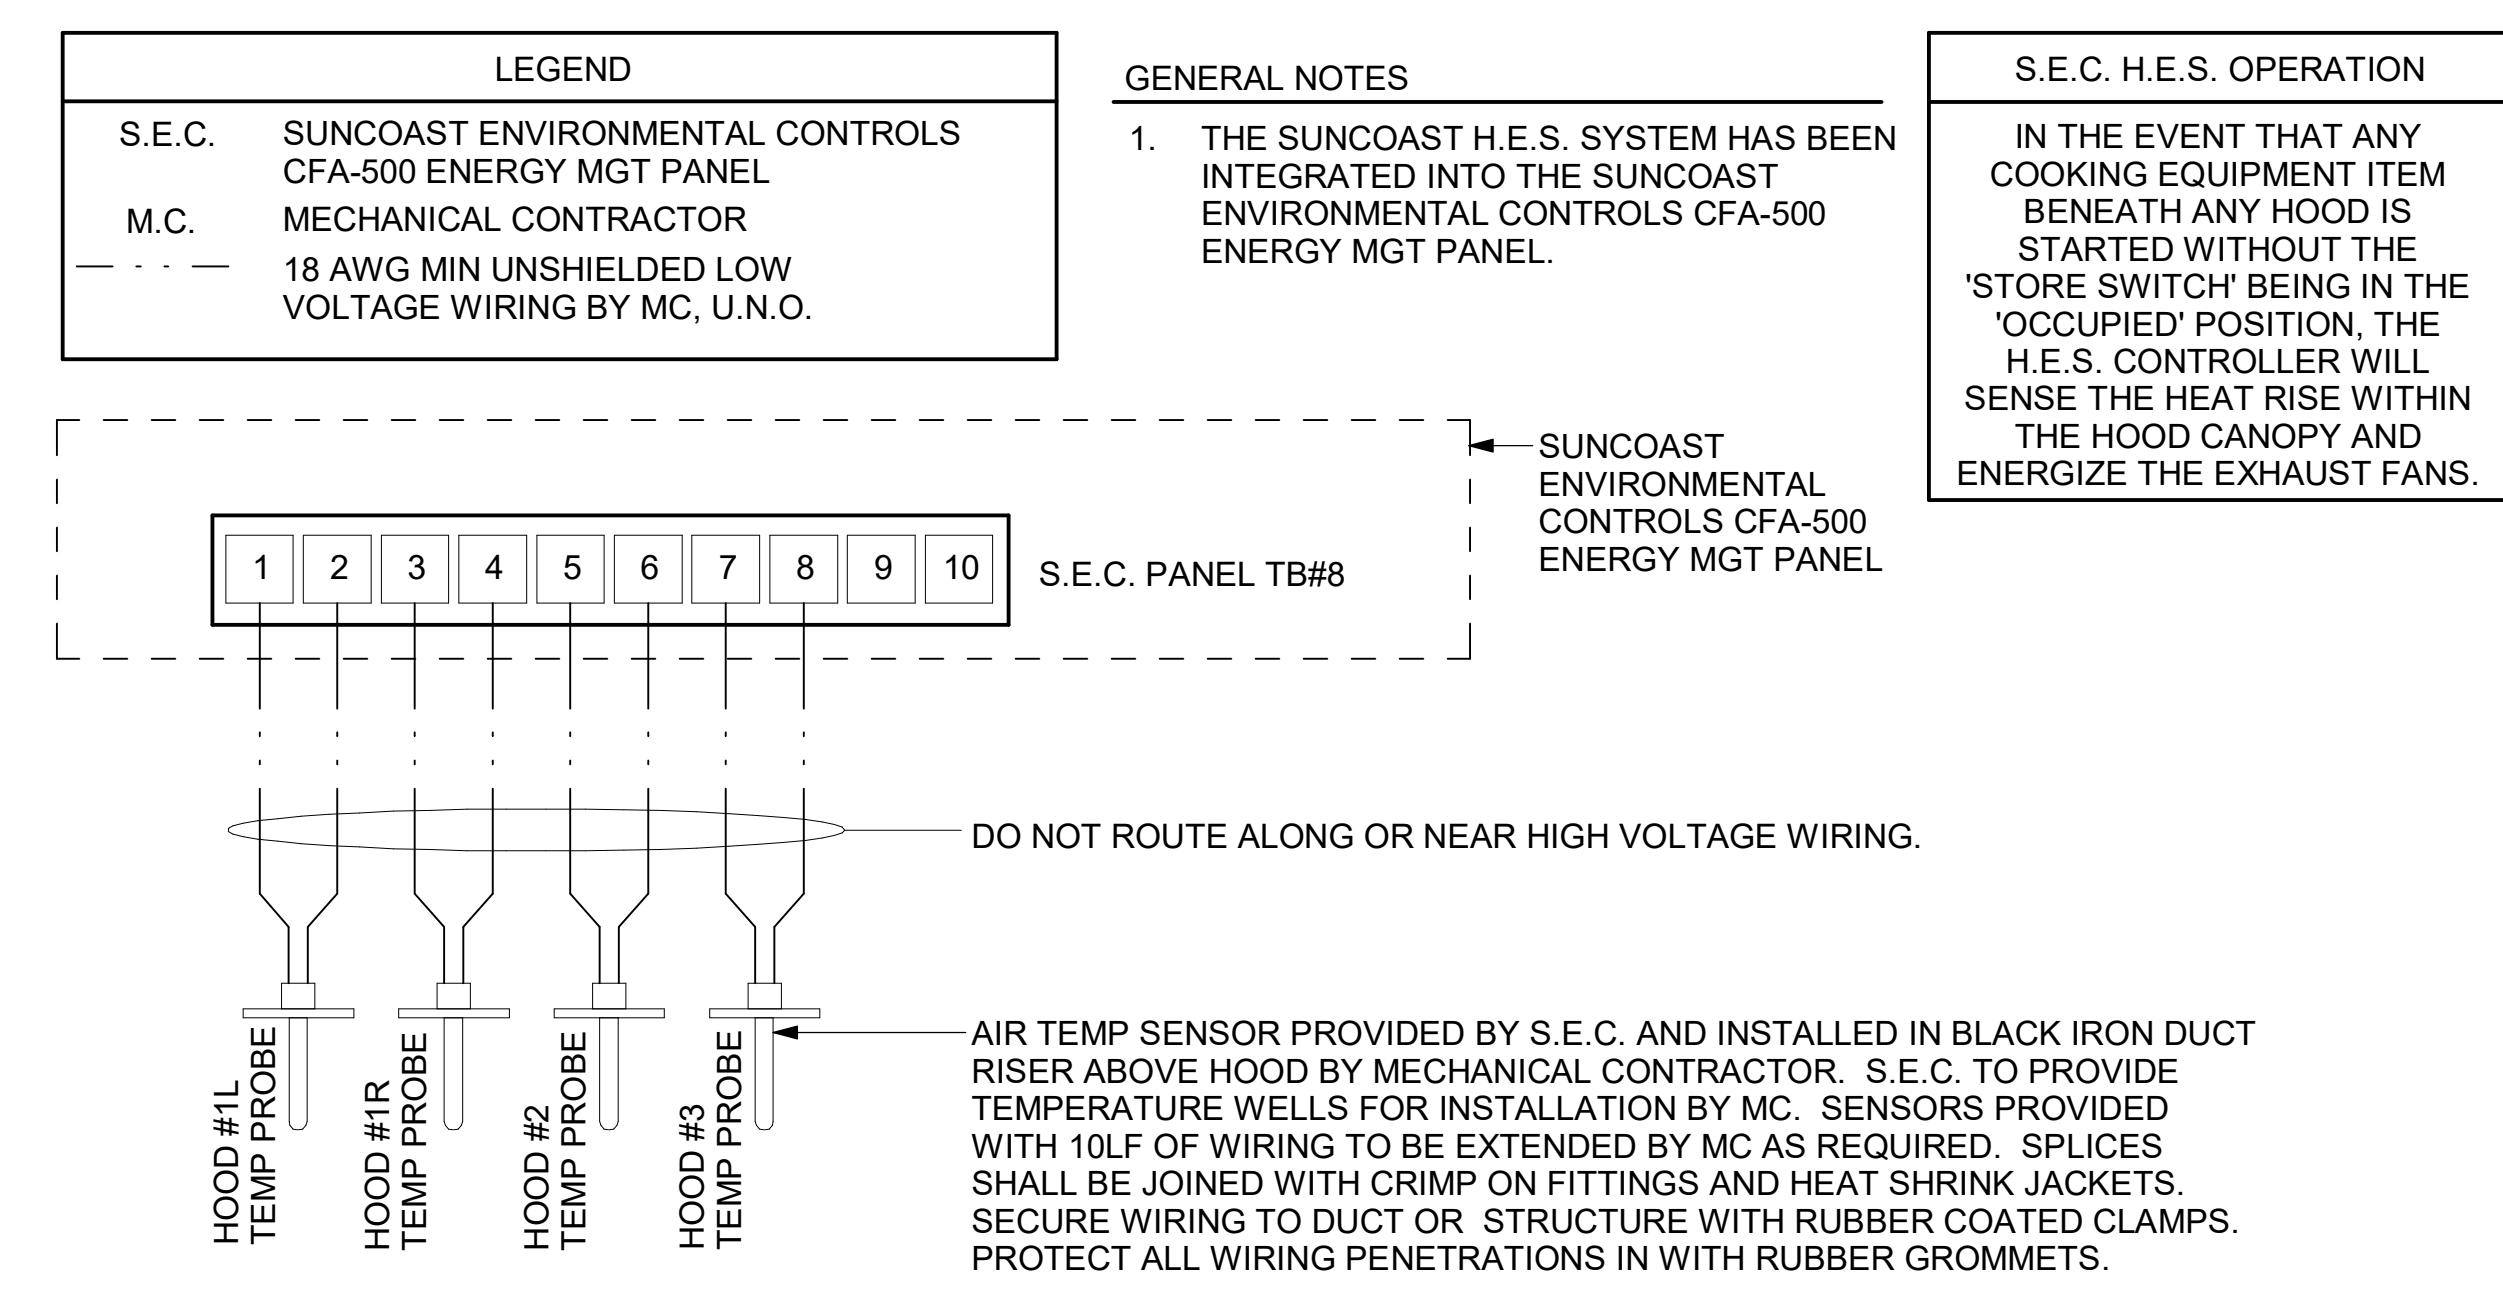 LEGEND
S.E.C.
SUNCOAST ENVIRONMENTAL CONTROLS
CFA-500 ENERGY MGT PANEL
M.C.
MECHANICAL CONTRACTOR
18 AWG MIN UNSHIELDED LOW
VOLTAGE WIRING BY MC, U.N.O.
GENERAL NOTES
1. THE SUNCOAST H.E.S. SYSTEM HAS BEEN
INTEGRATED INTO THE SUNCOAST
ENVIRONMENTAL CONTROLS CFA-500
ENERGY MGT PANEL.
S.E.C. H.E.S. OPERATION
IN THE EVENT THAT ANY
COOKING EQUIPMENT ITEM
BENEATH ANY HOOD IS
STARTED WITHOUT THE
'STORE SWITCH' BEING IN THE
'OCCUPIED' POSITION, THE
H.E.S. CONTROLLER WILL
SENSE THE HEAT RISE WITHIN
THE HOOD CANOPY AND
ENERGIZE THE EXHAUST FANS.
SUNCOAST
ENVIRONMENTAL
CONTROLS CFA-500
ENERGY MGT PANEL
1 2 3 4 5 6 7 8 9 10
S.E.C. PANEL TB#8
DO NOT ROUTE ALONG OR NEAR HIGH VOLTAGE WIRING.
HOOD #1L
TEMP PROBE
HOOD #1R
TEMP PROBE
HOOD #2
TEMP PROBE
HOOD #3
TEMP PROBE
AIR TEMP SENSOR PROVIDED BY S.E.C. AND INSTALLED IN BLACK IRON DUCT
RISER ABOVE HOOD BY MECHANICAL CONTRACTOR. S.E.C. TO PROVIDE
TEMPERATURE WELLS FOR INSTALLATION BY MC. SENSORS PROVIDED
WITH 10LF OF WIRING TO BE EXTENDED BY MC AS REQUIRED. SPLICES
SHALL BE JOINED WITH CRIMP ON FITTINGS AND HEAT SHRINK JACKETS.
SECURE WIRING TO DUCT OR STRUCTURE WITH RUBBER COATED CLAMPS.
PROTECT ALL WIRING PENETRATIONS IN WITH RUBBER GROMMETS.